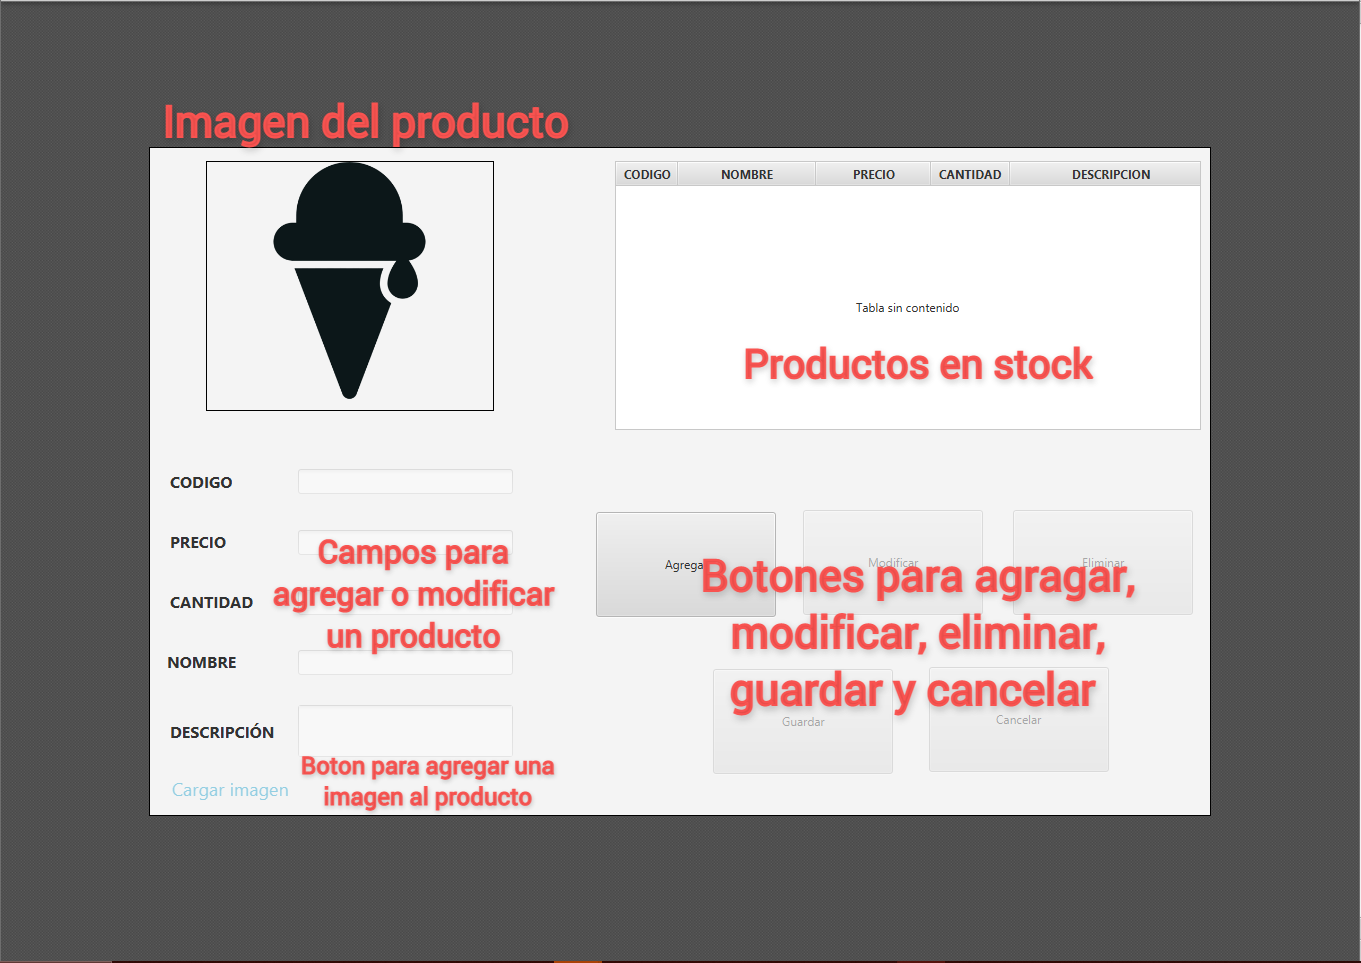 Imagen del producto
CODIGO NOMBRE PRECIO CANTIDAD DESCRIPCION
Tabla sin contenido
Productos en stock
CODIGO
PRECIO
Campos para
agregar o modificar
un producto
CANTIDAD
NOMBRE
DESCRIPCIÓN
Boton para agregar una
imagen al producto
Cargar imagen
Agrega
Modificar
Eliminar
Botones para agragar,
modificar, eliminar,
guardar y cancelar
Guardar
Cancelar